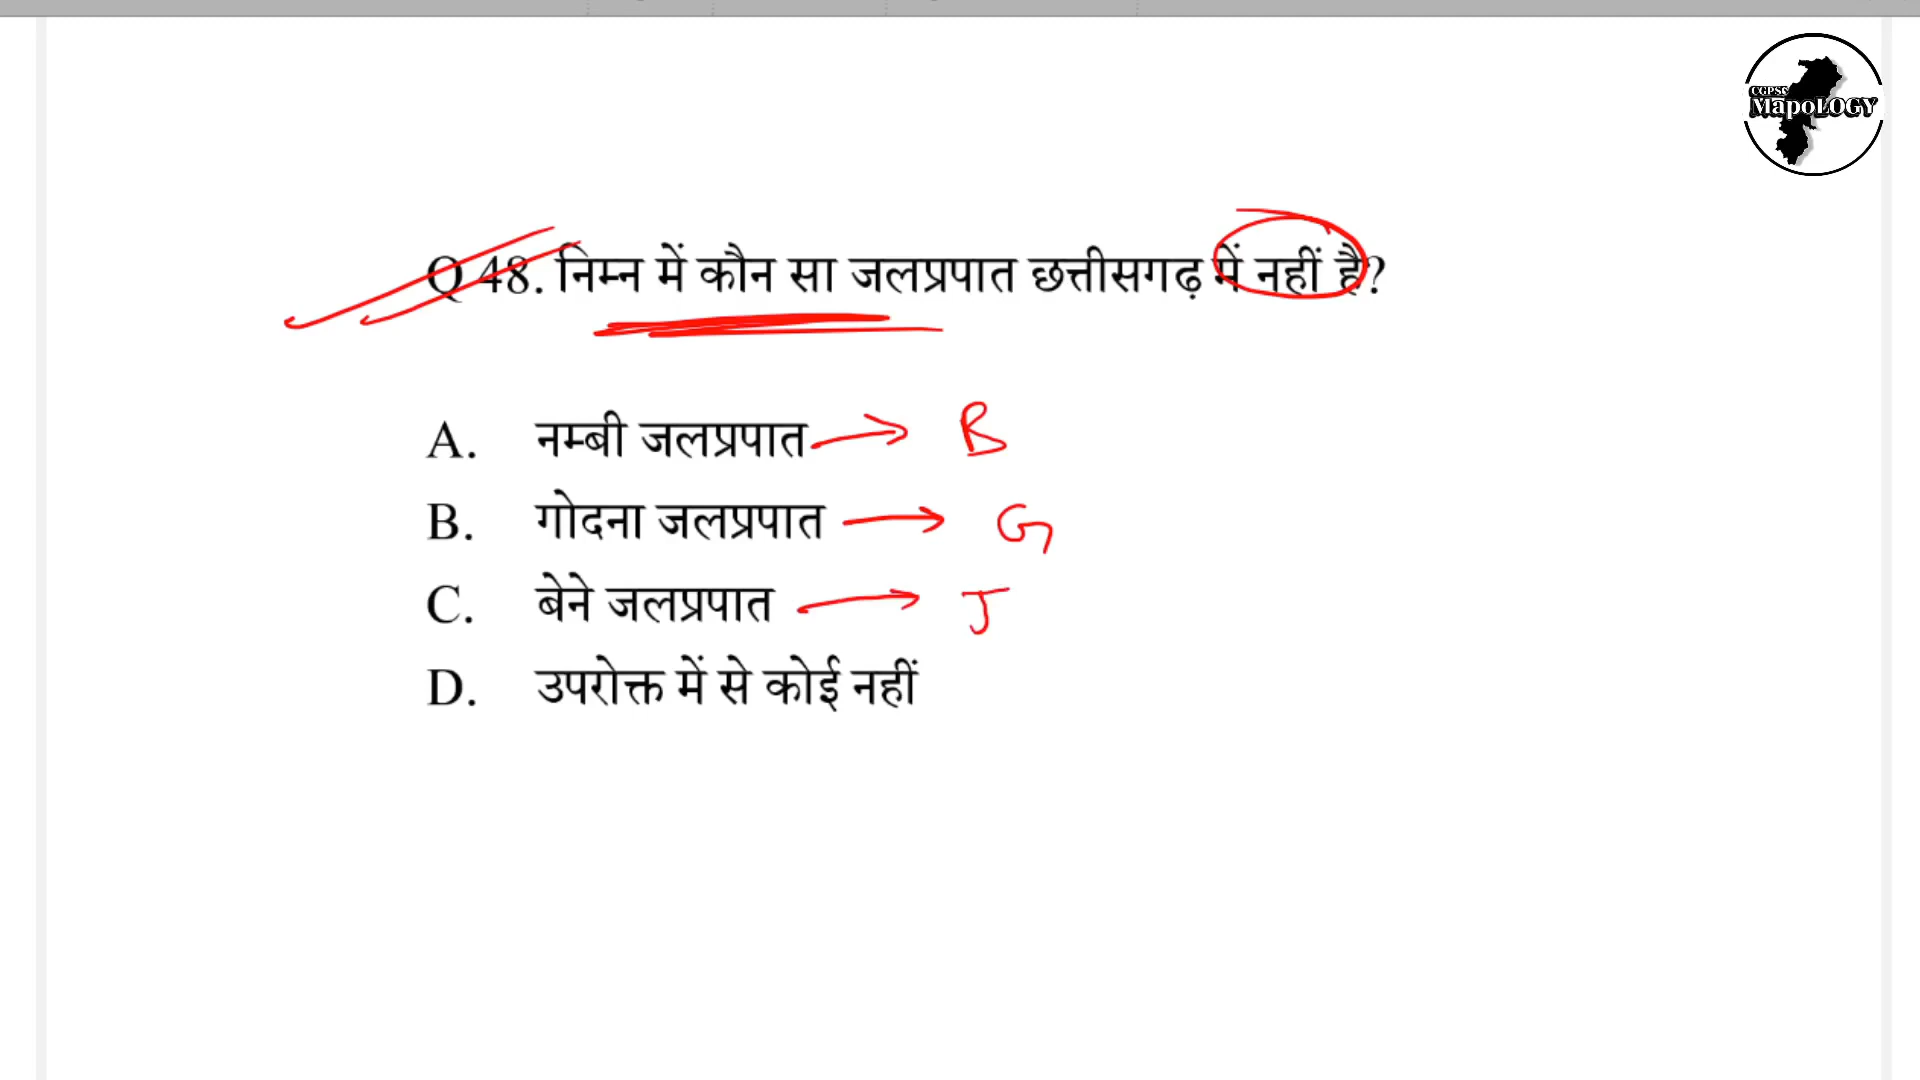 CGPSC
MapoLOGY
Q 48. निम्न में कौन सा जलप्रपात छत्तीसगढ़ में नहीं है?
A. नम्बी जलप्रपात → B
B. गोदना जलप्रपात → G
C. बेने जलप्रपात → J
D. उपरोक्त में से कोई नहीं